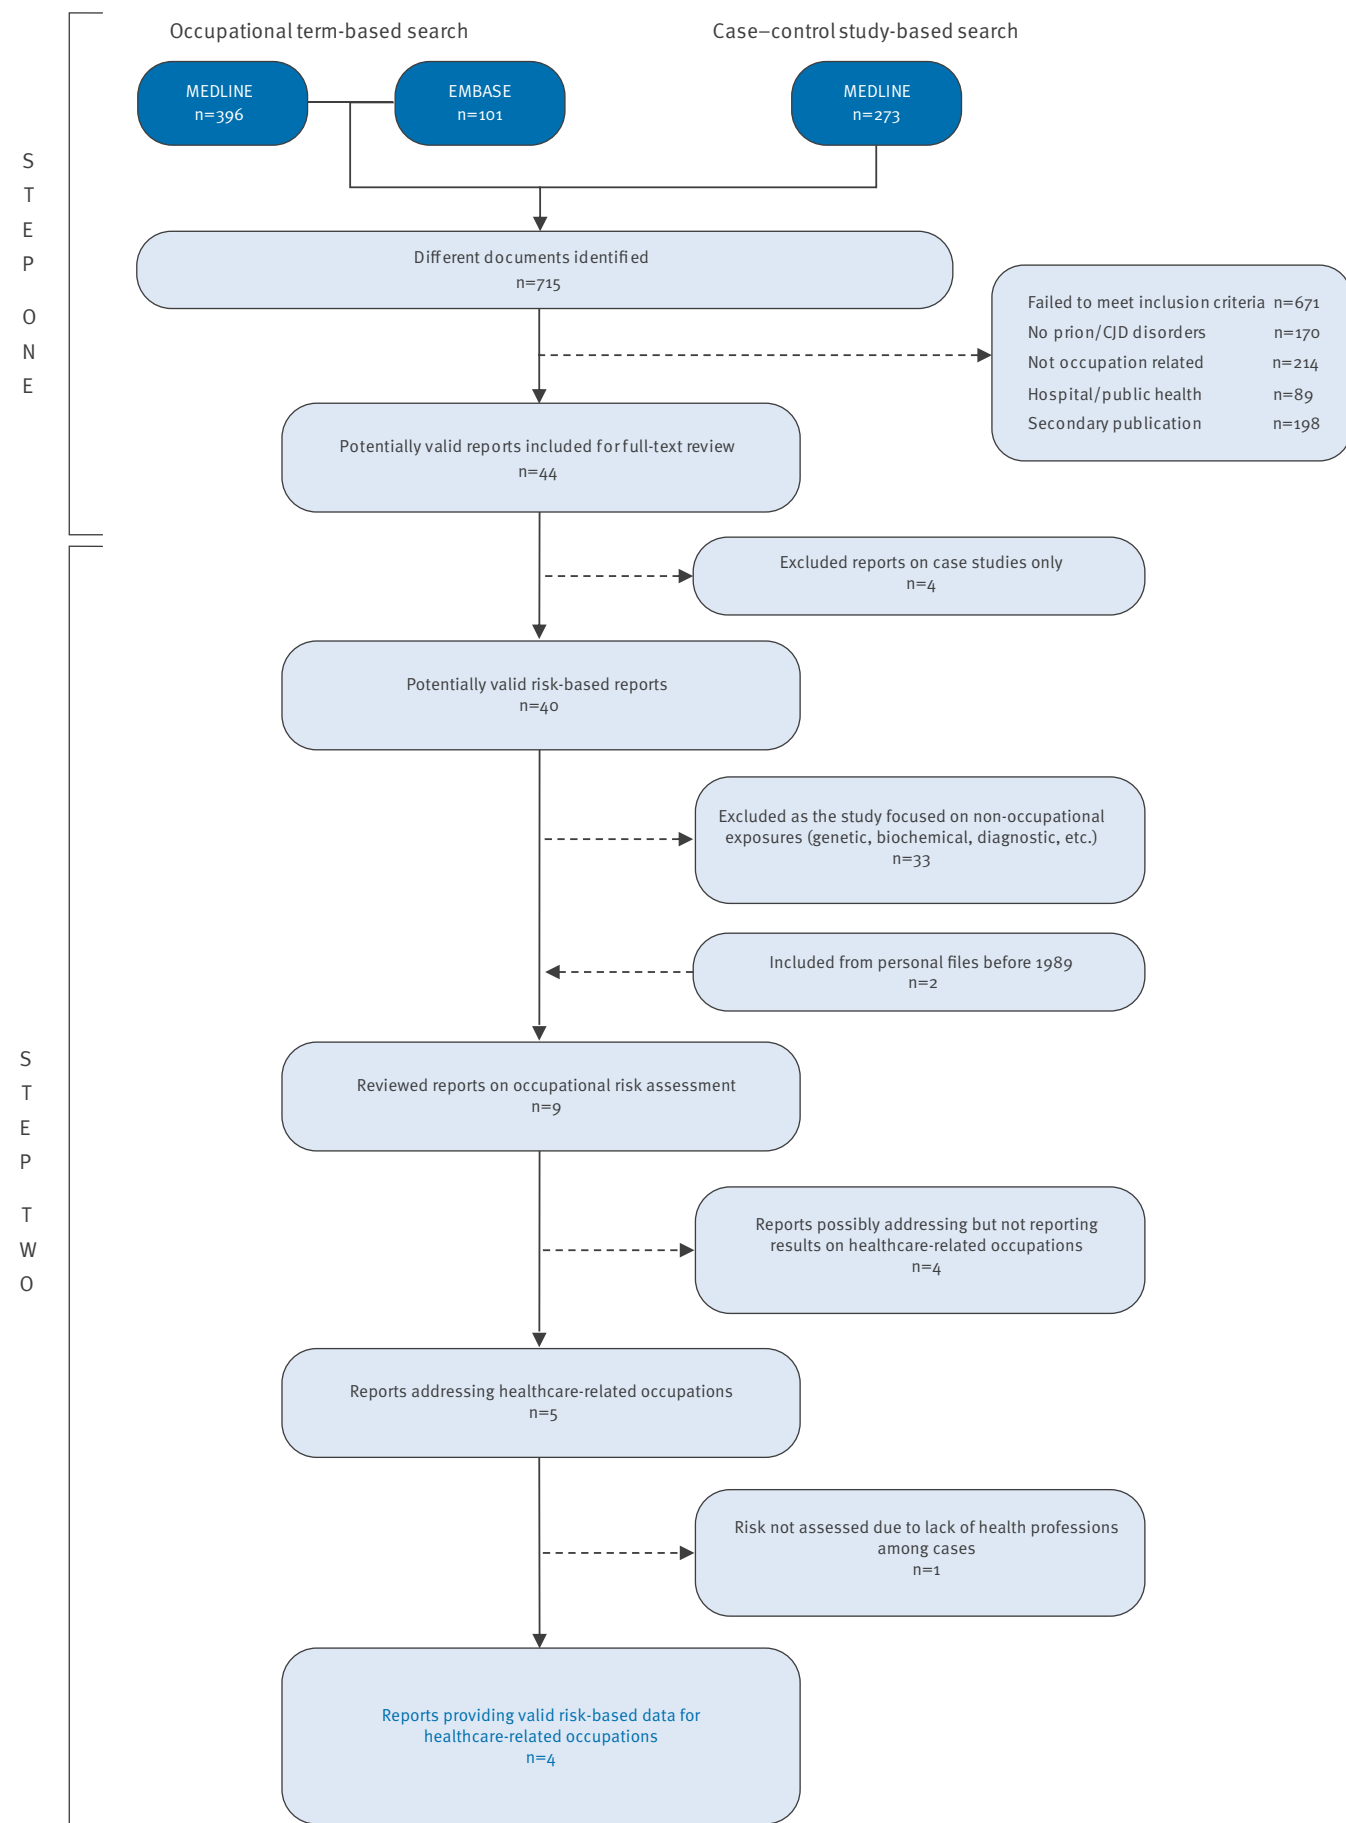 Occupational term-based search
Case–control study-based search
MEDLINE
n=396
EMBASE
n=101
MEDLINE
n=273
STEP ONE
Different documents identified
n=715
Failed to meet inclusion criteria n=671
No prion/CJD disorders n=170
Not occupation related n=214
Hospital/public health n=89
Secondary publication n=198
Potentially valid reports included for full-text review
n=44
STEP TWO
Excluded reports on case studies only
n=4
Potentially valid risk-based reports
n=40
Excluded as the study focused on non-occupational
exposures (genetic, biochemical, diagnostic, etc.)
n=33
Included from personal files before 1989
n=2
Reviewed reports on occupational risk assessment
n=9
Reports possibly addressing but not reporting
results on healthcare-related occupations
n=4
Reports addressing healthcare-related occupations
n=5
Risk not assessed due to lack of health professions
among cases
n=1
Reports providing valid risk-based data for
healthcare-related occupations
n=4